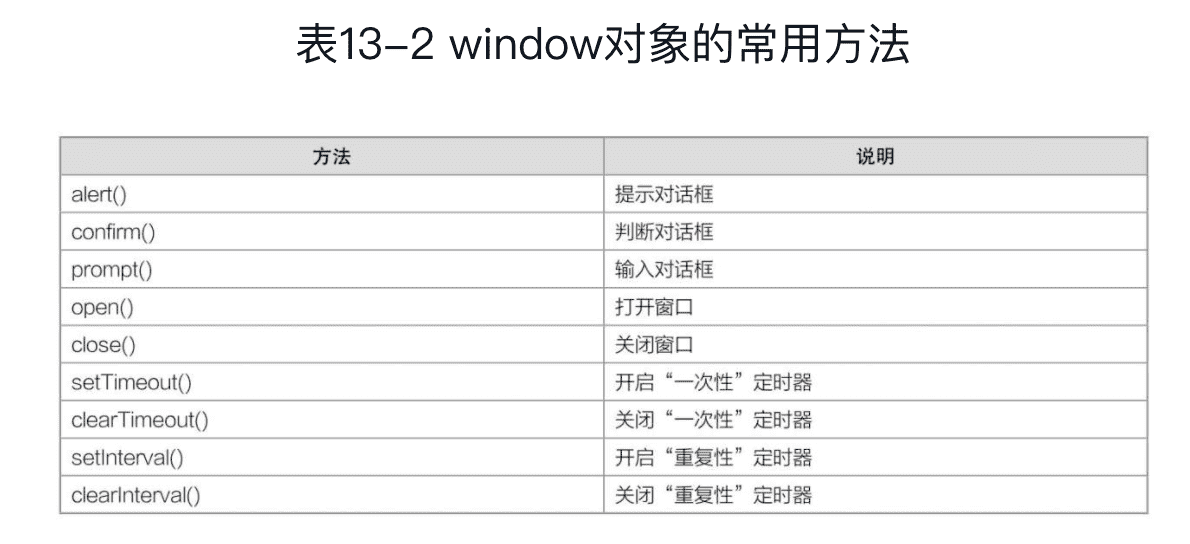 表13-2 window对象的常用方法
方法 说明
alert() 提示对话框
confirm() 判断对话框
prompt() 输入对话框
open() 打开窗口
close() 关闭窗口
setTimeout() 开启“一次性”定时器
clearTimeout() 关闭“一次性”定时器
setInterval() 开启“重复性”定时器
clearInterval() 关闭“重复性”定时器